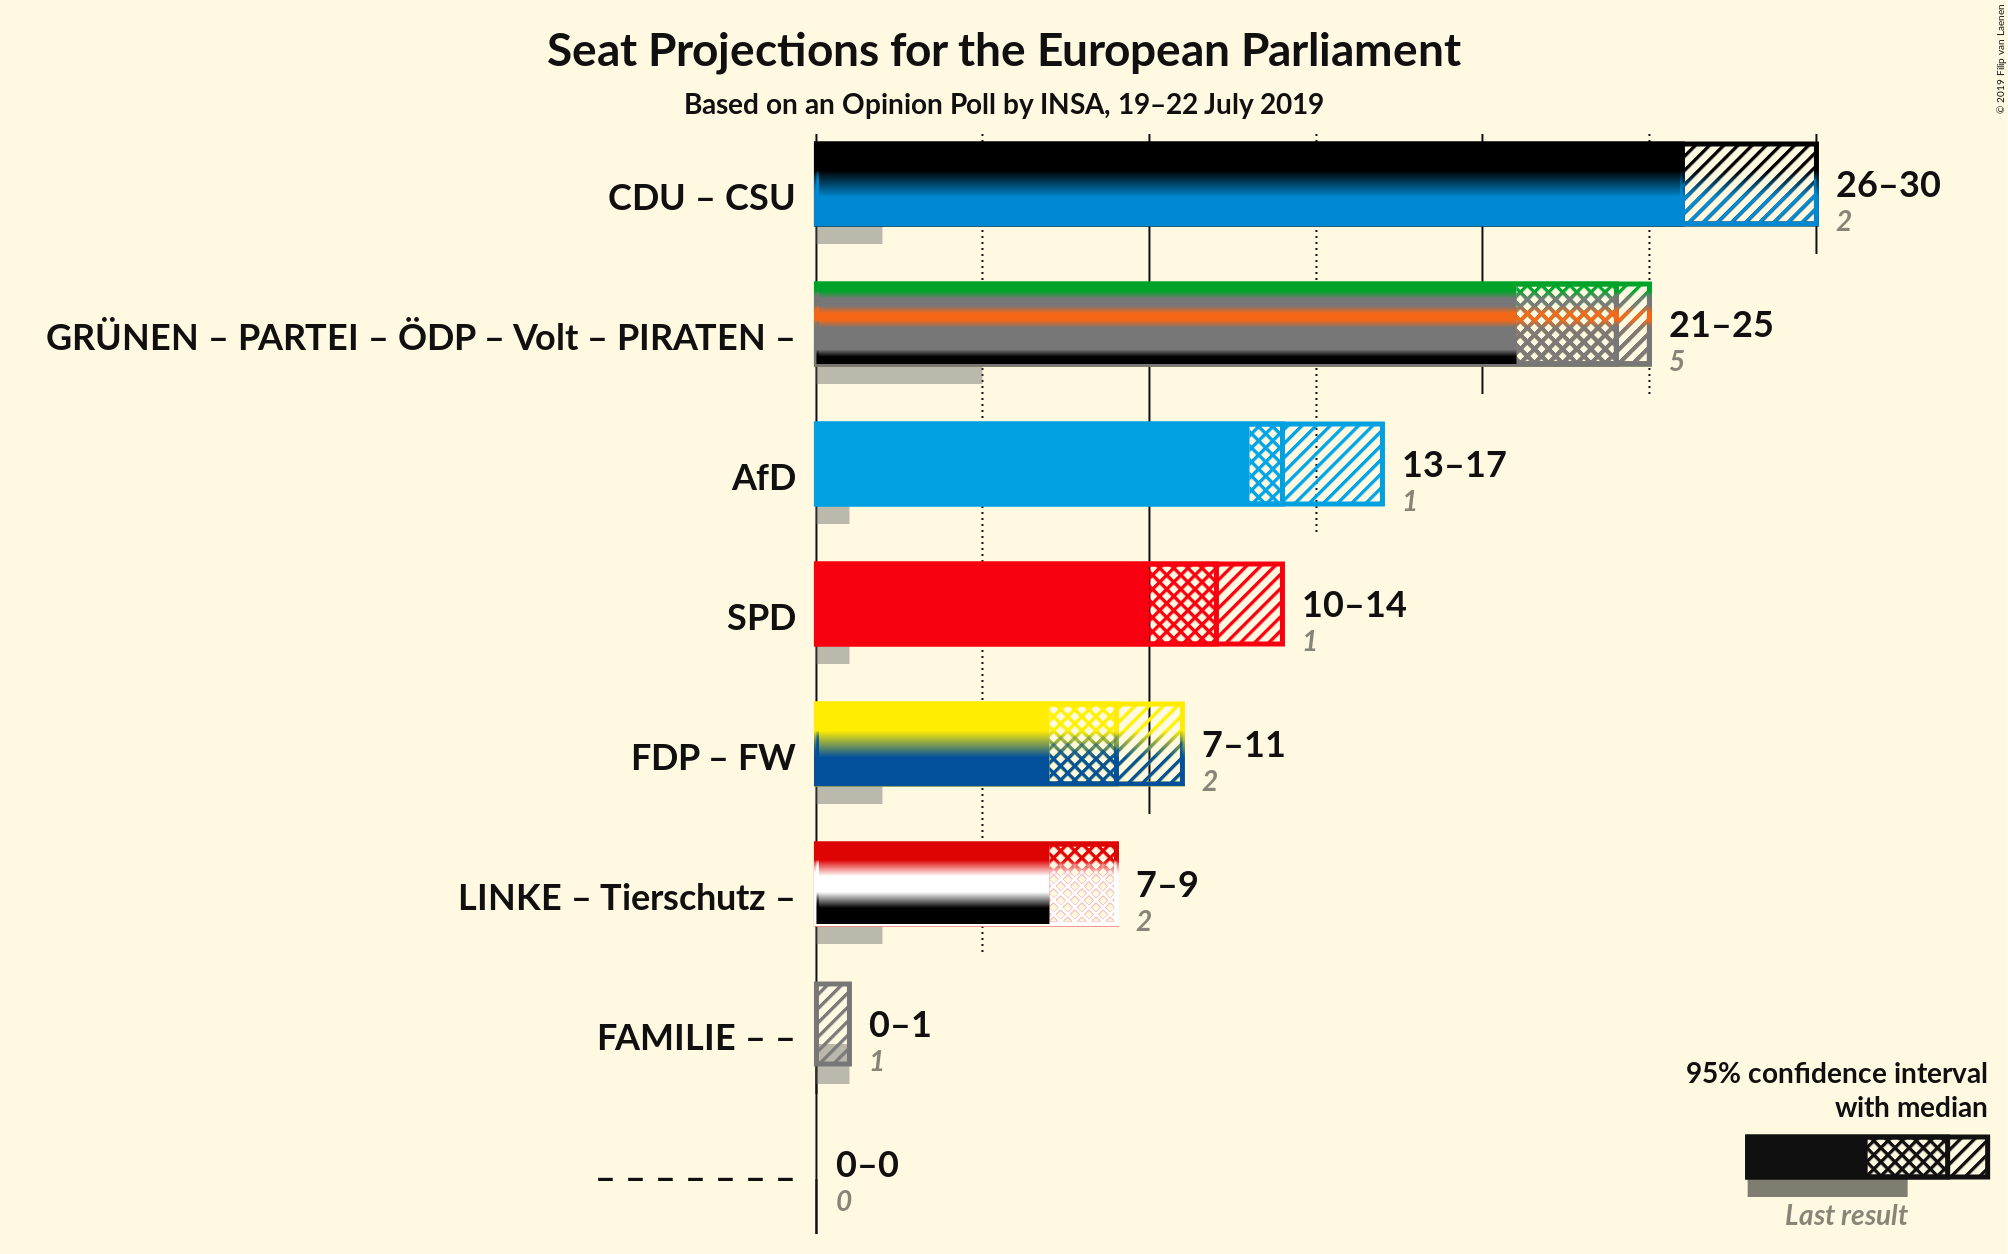 Seat Projections for the European Parliament
Based on an Opinion Poll by INSA, 19–22 July 2019
© 2019 Filip van Laenen
CDU – CSU
26–30
2
GRÜNEN – PARTEI – ÖDP – Volt – PIRATEN –
21–25
5
AfD
13–17
1
SPD
10–14
1
FDP – FW
7–11
2
LINKE – Tierschutz –
7–9
2
FAMILIE – –
0–1
1
– – – – – – –
0–0
0
95% confidence interval
with median
Last result